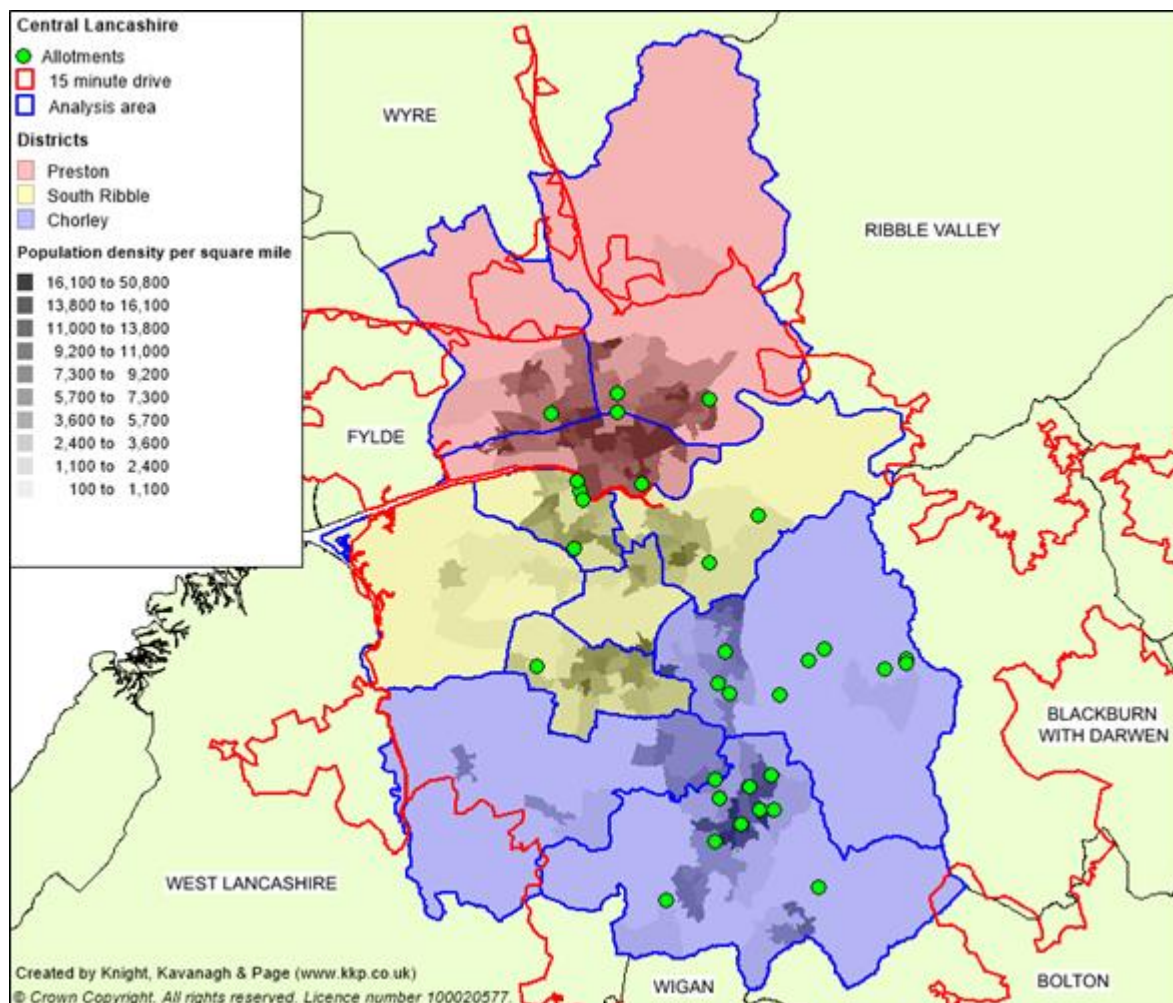 Central Lancashire
Allotments
15 minute drive
Analysis area
Districts
Preston
South Ribble
Chorley
Population density per square mile
16,100 to 50,800
13,800 to 16,100
11,000 to 13,800
9,200 to 11,000
7,300 to 9,200
5,700 to 7,300
3,600 to 5,700
2,400 to 3,600
1,100 to 2,400
100 to 1,100
WYRE
RIBBLE VALLEY
FYLDE
BLACKBURN
WITH DARWEN
WEST LANCASHIRE
WIGAN
BOLTON
Created by Knight, Kavanagh & Page (www.kkp.co.uk)
© Crown Copyright. All rights reserved. Licence number 100020577.